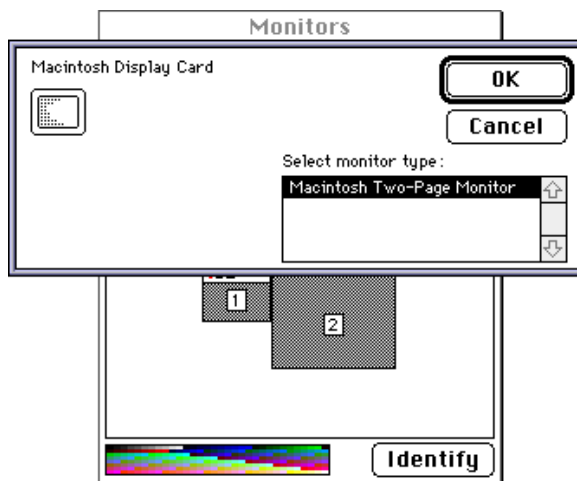 Monitors
Macintosh Display Card
OK
Cancel
Select monitor type:
Macintosh Two-Page Monitor
1
2
Identify